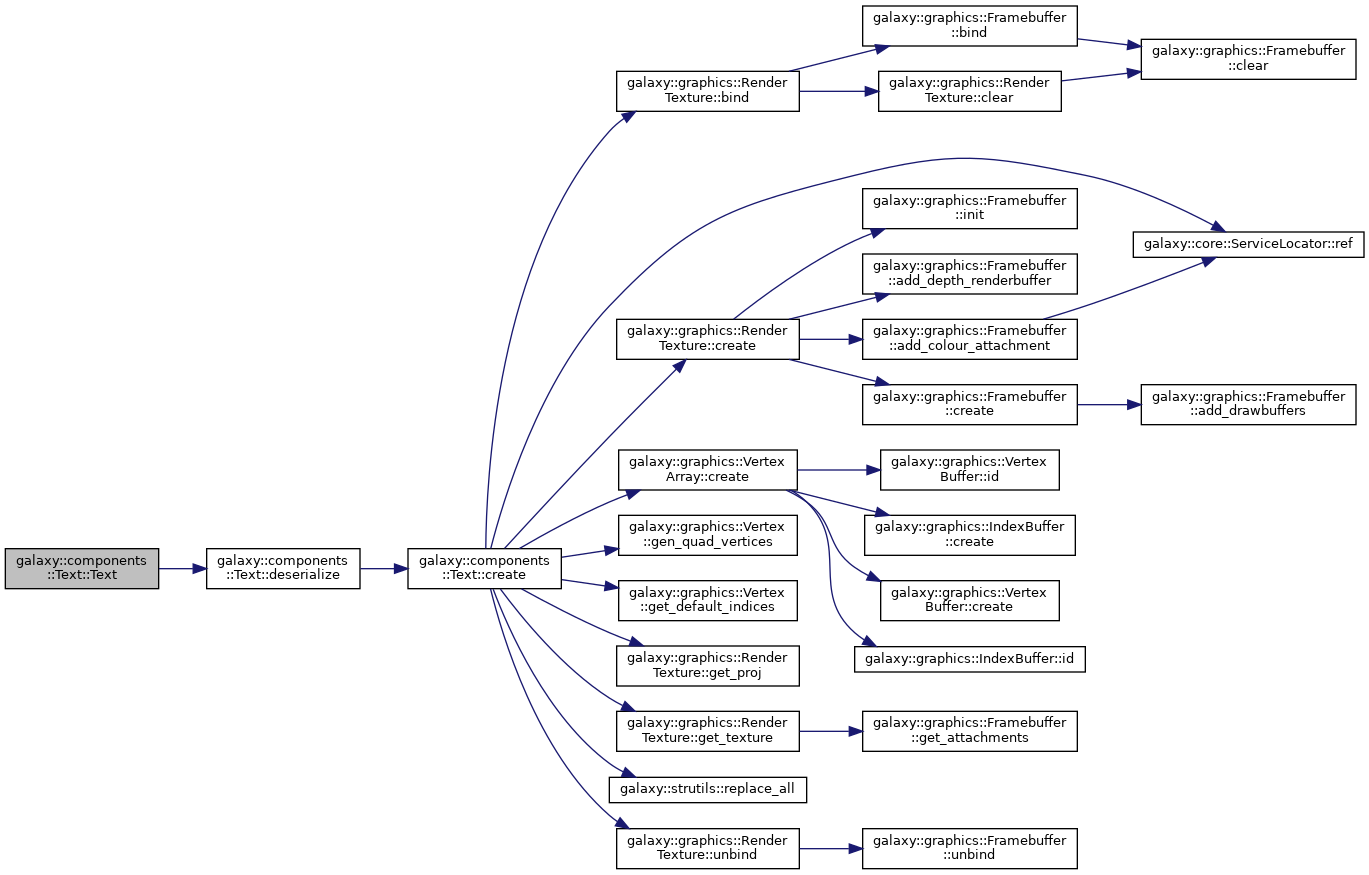 galaxy::components
::Text::Text
galaxy::components
::Text::deserialize
galaxy::components
::Text::create
galaxy::graphics::Render
Texture::bind
galaxy::graphics::Framebuffer
::bind
galaxy::graphics::Render
Texture::clear
galaxy::graphics::Framebuffer
::clear
galaxy::core::ServiceLocator::ref
galaxy::graphics::Render
Texture::create
galaxy::graphics::Framebuffer
::init
galaxy::graphics::Framebuffer
::add_depth_renderbuffer
galaxy::graphics::Framebuffer
::add_colour_attachment
galaxy::graphics::Framebuffer
::create
galaxy::graphics::Framebuffer
::add_drawbuffers
galaxy::graphics::Vertex
Array::create
galaxy::graphics::Vertex
Buffer::id
galaxy::graphics::IndexBuffer
::create
galaxy::graphics::Vertex
Buffer::create
galaxy::graphics::IndexBuffer::id
galaxy::graphics::Vertex
::gen_quad_vertices
galaxy::graphics::Vertex
::get_default_indices
galaxy::graphics::Render
Texture::get_proj
galaxy::graphics::Render
Texture::get_texture
galaxy::graphics::Framebuffer
::get_attachments
galaxy::strutils::replace_all
galaxy::graphics::Render
Texture::unbind
galaxy::graphics::Framebuffer
::unbind